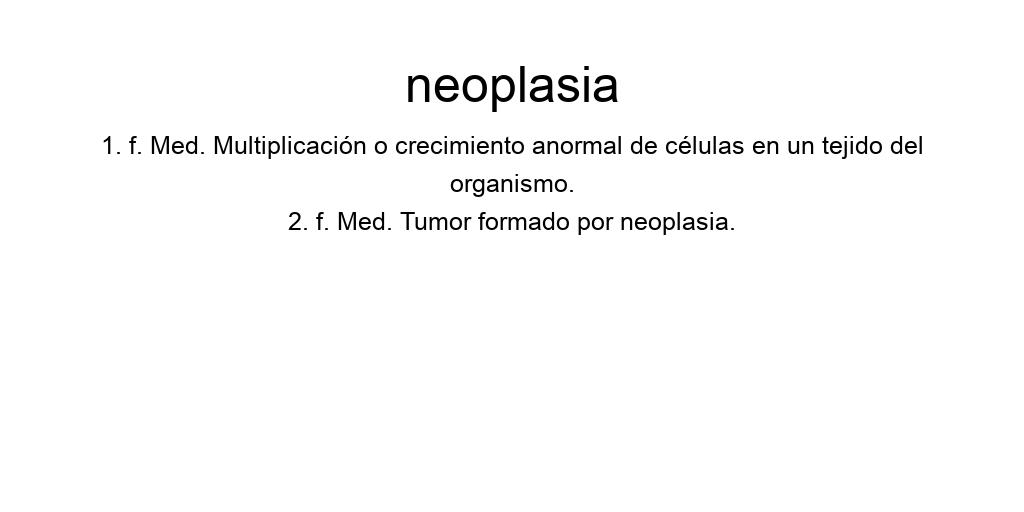 neoplasia
1. f. Med. Multiplicación o crecimiento anormal de células en un tejido del
organismo.
2. f. Med. Tumor formado por neoplasia.